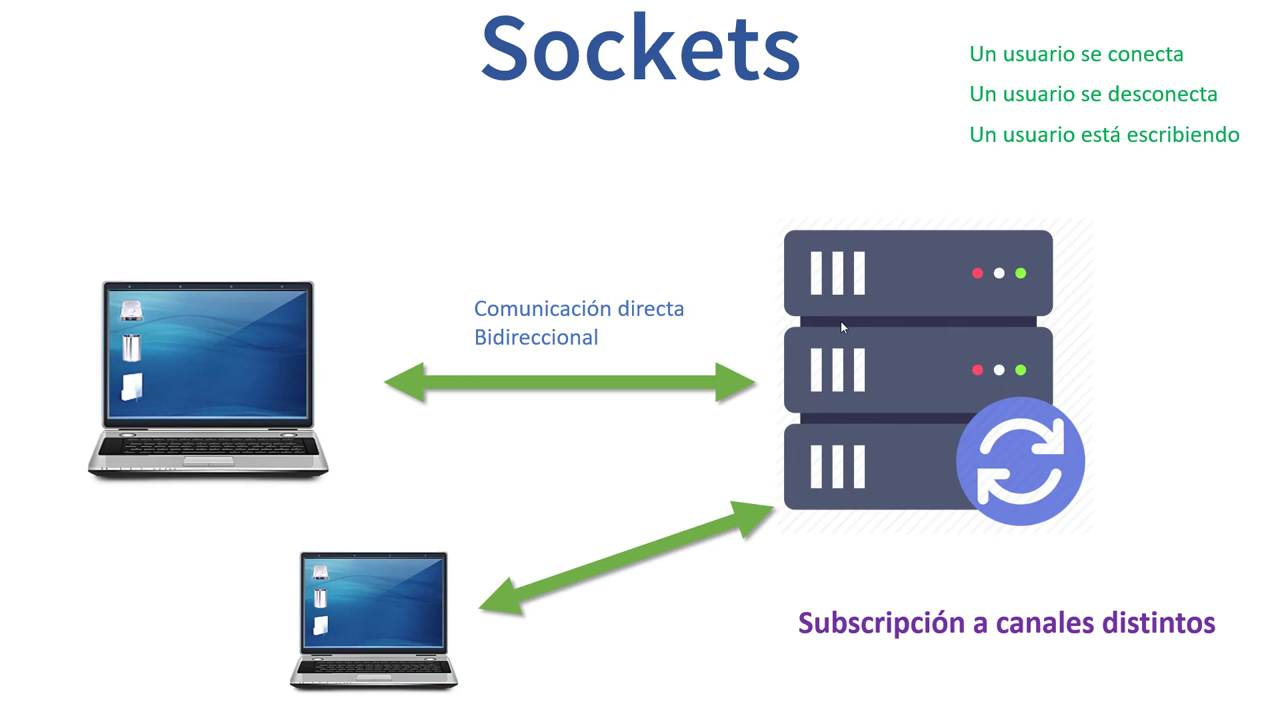 Sockets
Un usuario se conecta
Un usuario se desconecta
Un usuario está escribiendo
Comunicación directa
Bidireccional
Subscripción a canales distintos